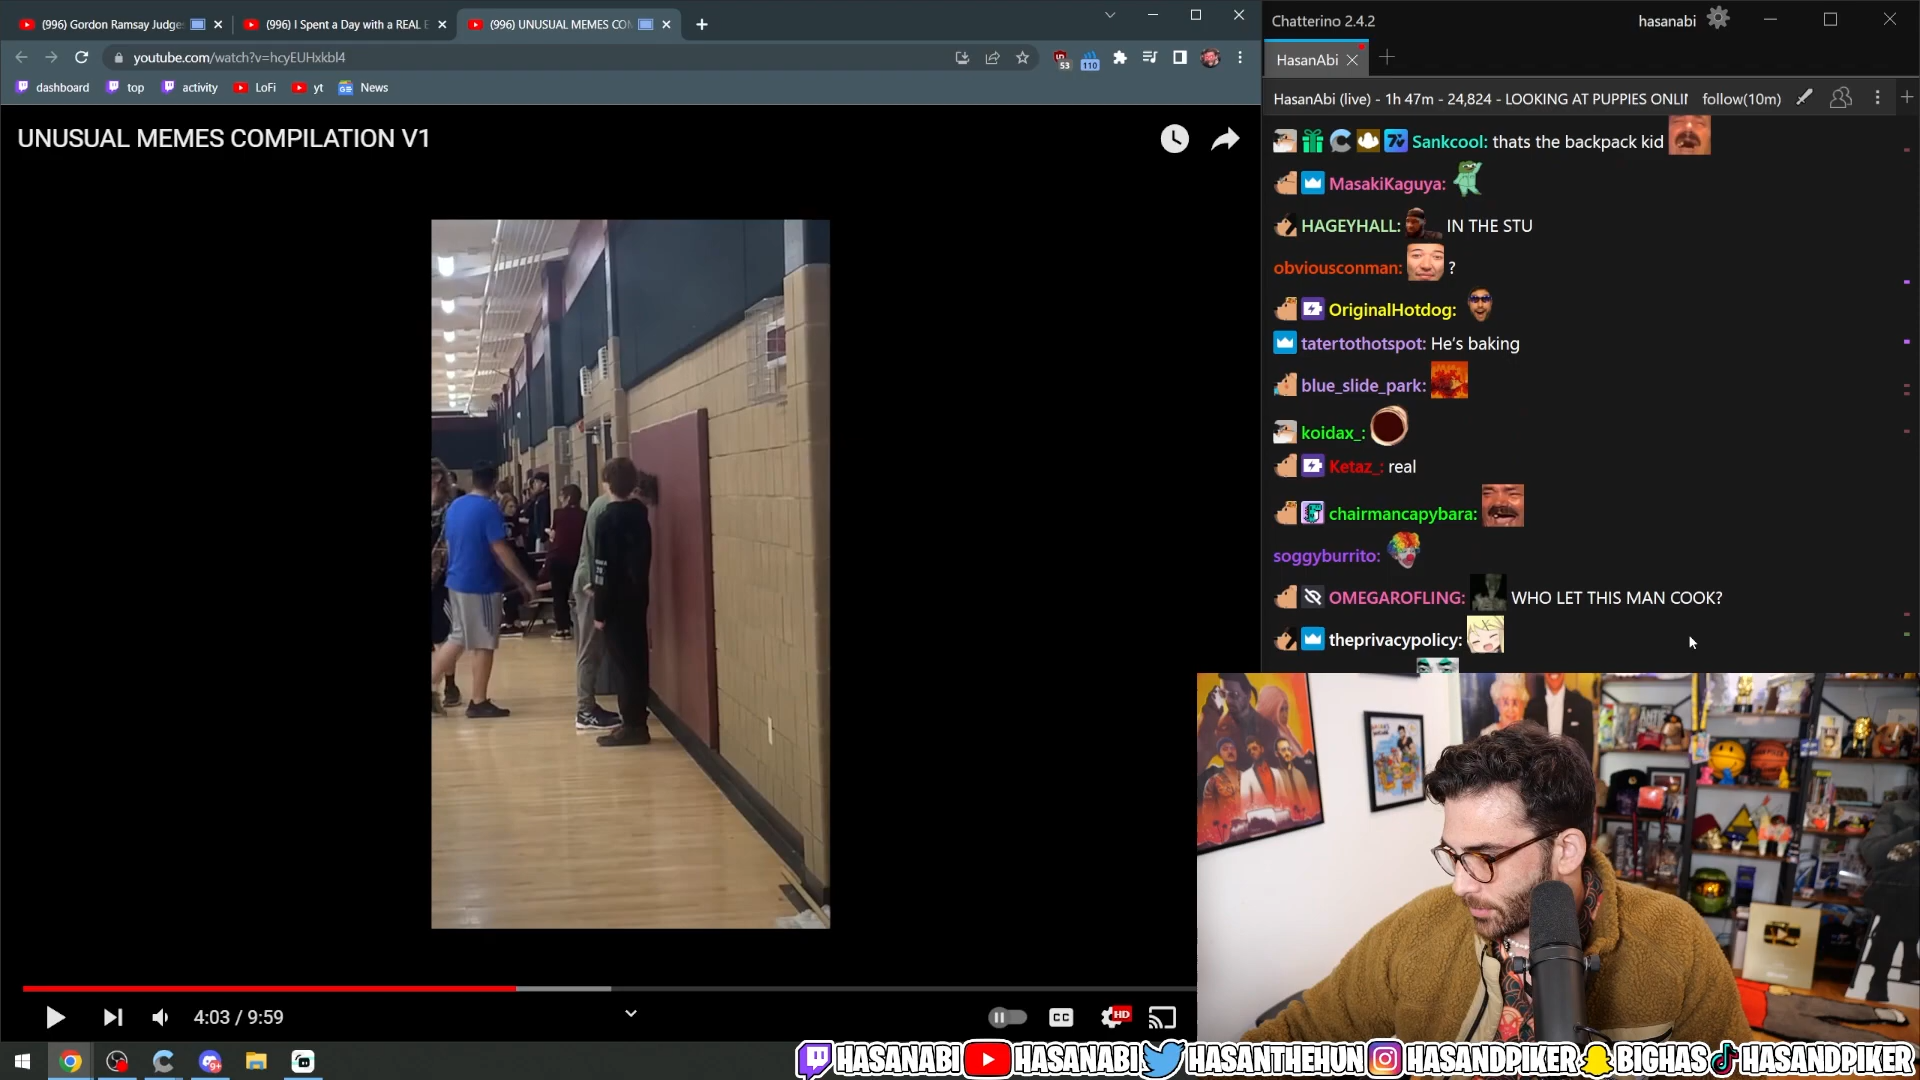 (996) Gordon Ramsay Judge
(996) I Spent a Day with a REAL E
(996) UNUSUAL MEMES CO
youtube.com/watch?v=hcyEUHxkbl4
53
110
dashboard
top
activity
LoFi
yt
News
UNUSUAL MEMES COMPILATION V1
4:03 / 9:59
CC
HD
Chatterino 2.4.2
hasanabi
HasanAbi
HasanAbi (live) - 1h 47m - 24,824 - LOOKING AT PUPPIES ONLI
follow(10m)
Sankcool: thats the backpack kid
MasakiKaguya:
HAGEYHALL: IN THE STU
obviousconman: ?
OriginalHotdog:
tatertothotspot: He's baking
blue_slide_park:
koidax_:
Ketaz_: real
chairmancapybara:
soggyburrito:
OMEGAROFLING: WHO LET THIS MAN COOK?
theprivacypolicy:
HASANABI HASANABI HASANTHEHUN HASANDPIKER BIGHAS HASANDPIKER